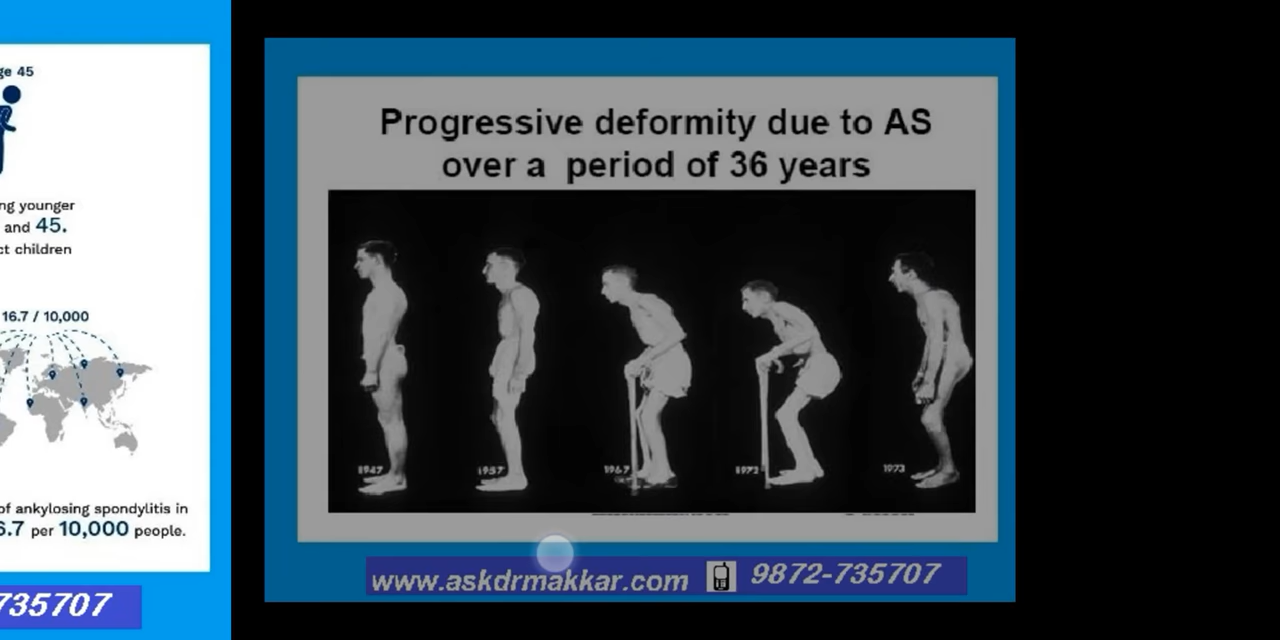 ge 45
ng younger
and 45.
ct children
16.7 / 10,000
of ankylosing spondylitis in
6.7 per 10,000 people.
735707
Progressive deformity due to AS
over a period of 36 years
1947 1957 1967 1972 1973
www.askdrmakkar.com 9872-735707